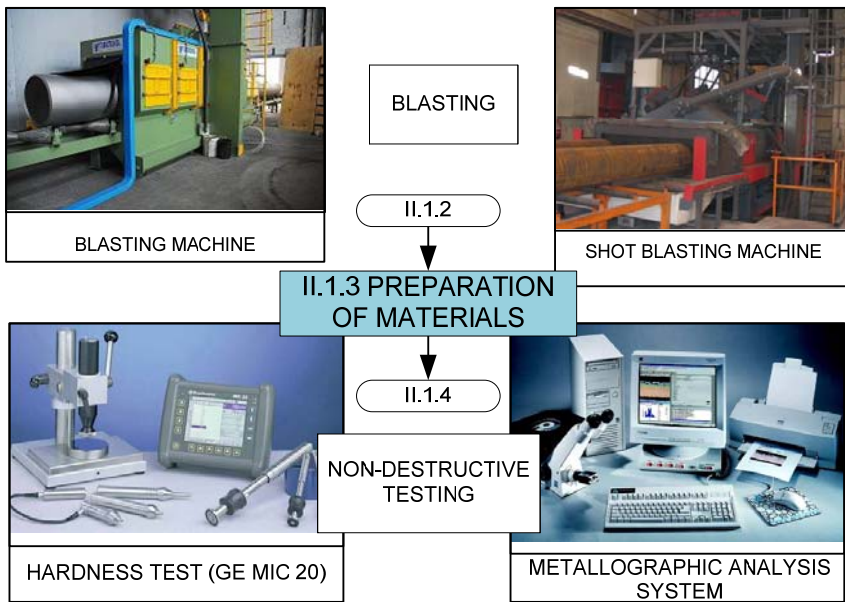 BLASTING
II.1.2
BLASTING MACHINE
SHOT BLASTING MACHINE
II.1.3 PREPARATION
OF MATERIALS
II.1.4
NON-DESTRUCTIVE
TESTING
HARDNESS TEST (GE MIC 20)
METALLOGRAPHIC ANALYSIS
SYSTEM